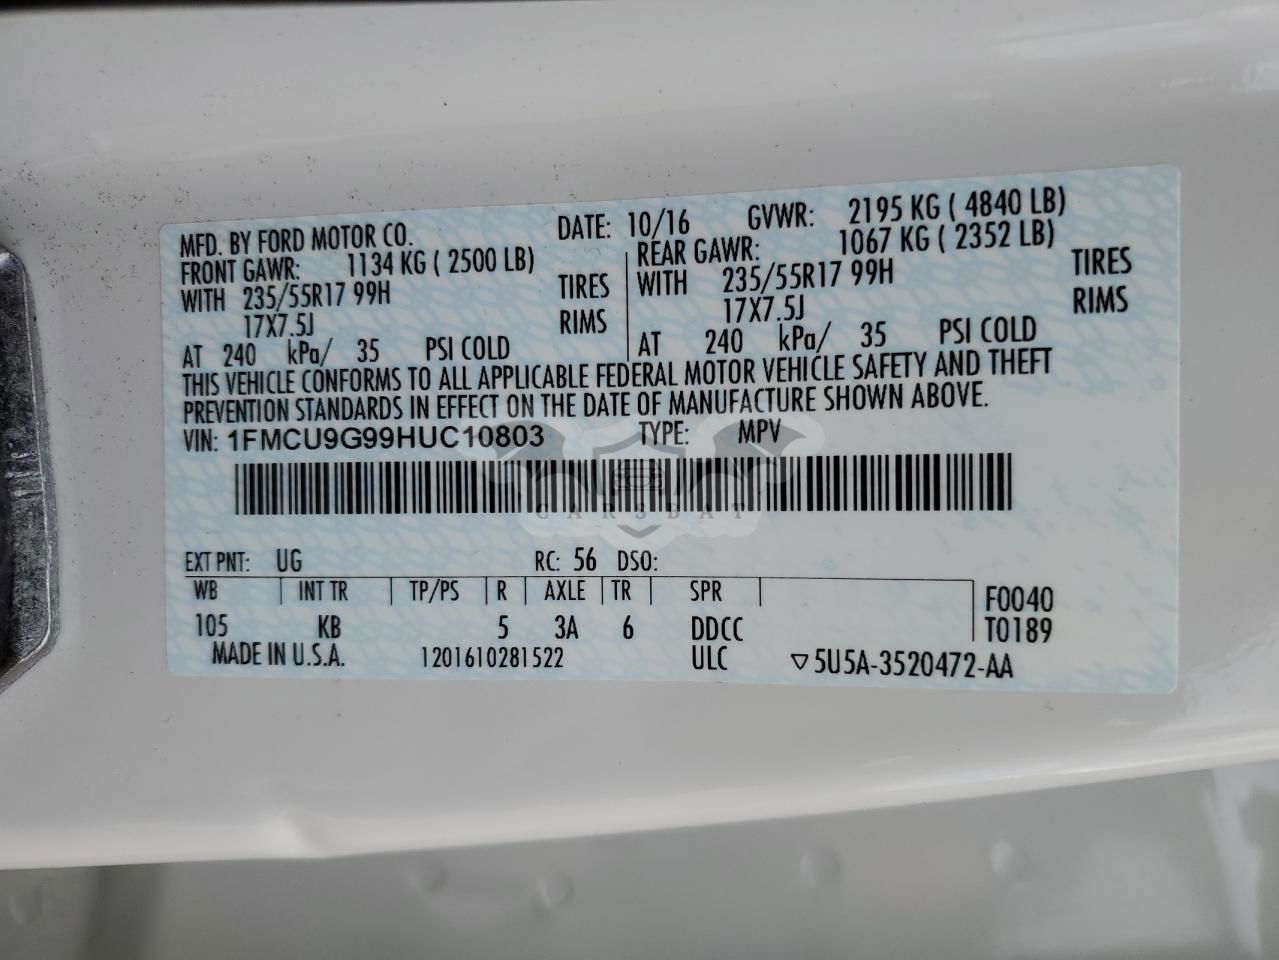 MFD. BY FORD MOTOR CO. DATE: 10/16 GVWR: 2195 KG ( 4840 LB)
FRONT GAWR: 1134 KG ( 2500 LB) REAR GAWR: 1067 KG ( 2352 LB)
WITH 235/55R17 99H TIRES WITH 235/55R17 99H TIRES
17X7.5J RIMS 17X7.5J RIMS
AT 240 kPa/ 35 PSI COLD AT 240 kPa/ 35 PSI COLD
THIS VEHICLE CONFORMS TO ALL APPLICABLE FEDERAL MOTOR VEHICLE SAFETY AND THEFT
PREVENTION STANDARDS IN EFFECT ON THE DATE OF MANUFACTURE SHOWN ABOVE.
VIN: 1FMCU9G99HUC10803 TYPE: MPV
CARSBAT
EXT PNT: UG RC: 56 DSO:
WB INT TR TP/PS R AXLE TR SPR F0040
105 KB 5 3A 6 DDCC T0189
MADE IN U.S.A. 1201610281522 ULC ▽5U5A-3520472-AA